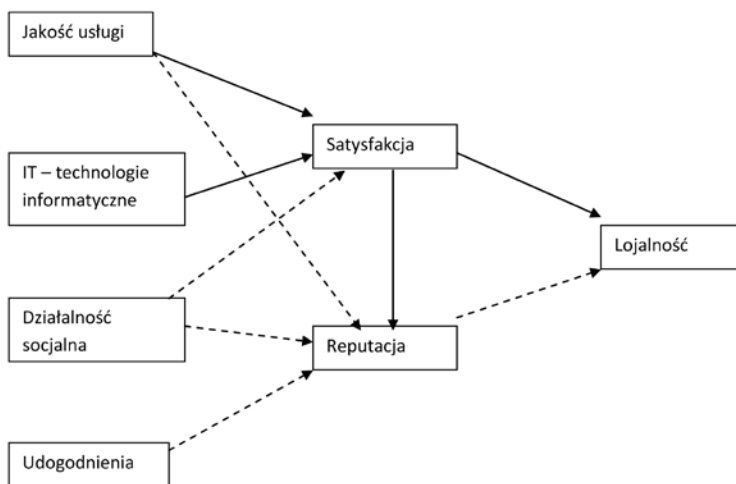 Jakość usługi
Satysfakcja
IT – technologie
informatyczne
Lojalność
Działalność
socjalna
Reputacja
Udogodnienia